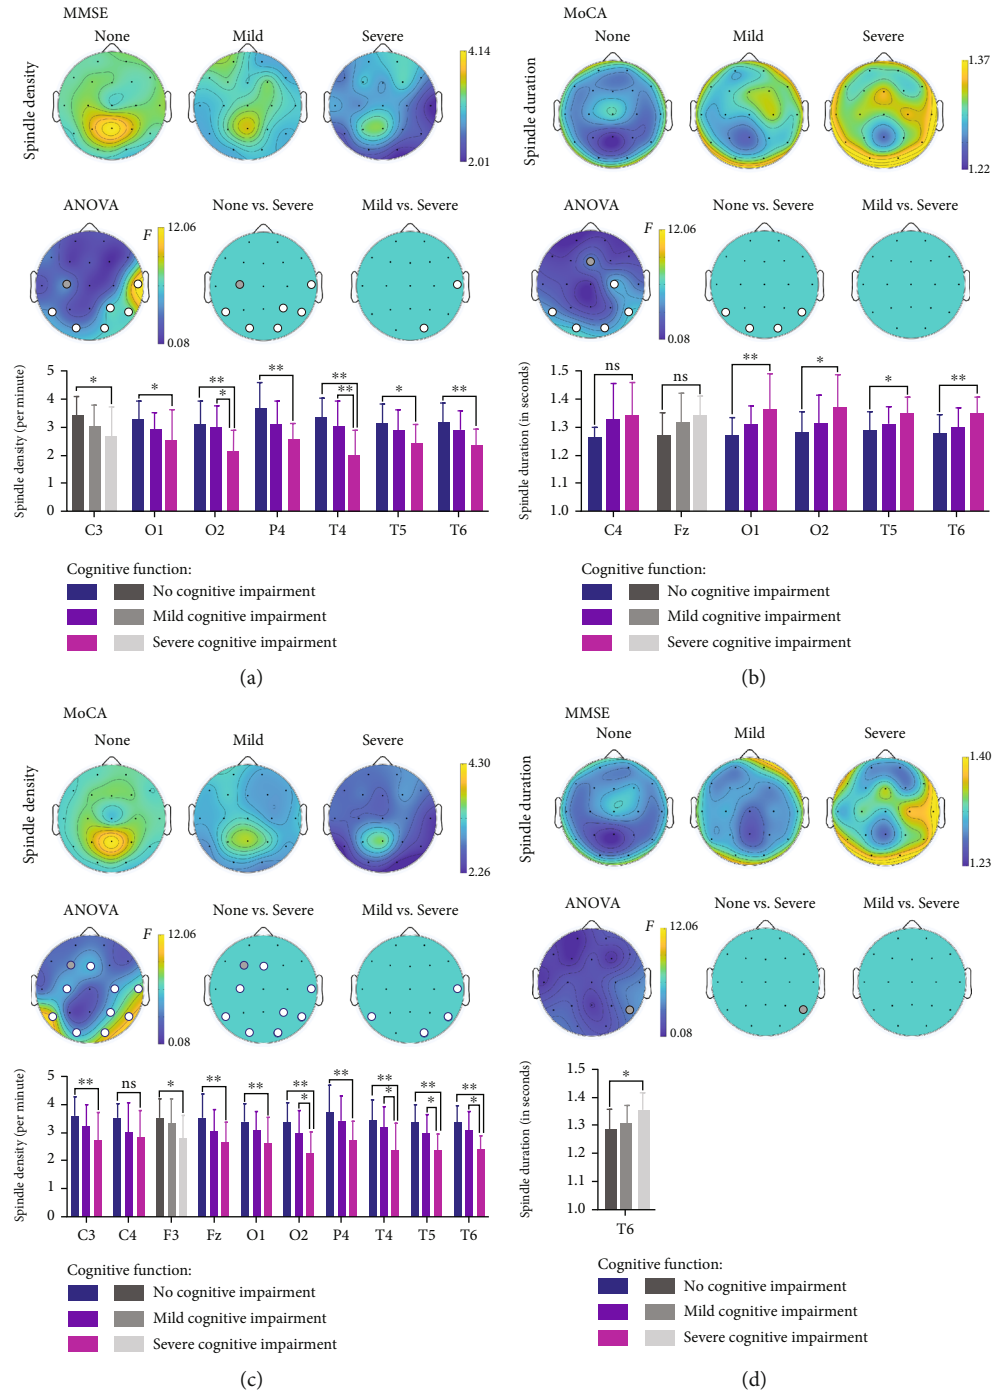 MMSE
None Mild Severe
Spindle density
4.14
2.01
ANOVA None vs. Severe Mild vs. Severe
F 12.06
0.08
Spindle density (per minute)
5
4
3
2
1
0
* * ** * ** ** ** * **
C3 O1 O2 P4 T4 T5 T6
Cognitive function:
No cognitive impairment
Mild cognitive impairment
Severe cognitive impairment
(a)
MoCA
None Mild Severe
Spindle duration
1.37
1.22
ANOVA None vs. Severe Mild vs. Severe
F 12.06
0.08
Spindle duration (in seconds)
1.5
1.4
1.3
1.2
1.1
1.0
ns ns ** * * **
C4 Fz O1 O2 T5 T6
Cognitive function:
No cognitive impairment
Mild cognitive impairment
Severe cognitive impairment
(b)
MoCA
None Mild Severe
Spindle density
4.30
2.26
ANOVA None vs. Severe Mild vs. Severe
F 12.06
0.08
Spindle density (per minute)
5
4
3
2
1
0
** ns * ** ** ** * ** ** * ** * ** *
C3 C4 F3 Fz O1 O2 P4 T4 T5 T6
Cognitive function:
No cognitive impairment
Mild cognitive impairment
Severe cognitive impairment
(c)
MMSE
None Mild Severe
Spindle duration
1.40
1.23
ANOVA None vs. Severe Mild vs. Severe
F 12.06
0.08
Spindle duration (in seconds)
1.5
1.4
1.3
1.2
1.1
1.0
*
T6
Cognitive function:
No cognitive impairment
Mild cognitive impairment
Severe cognitive impairment
(d)